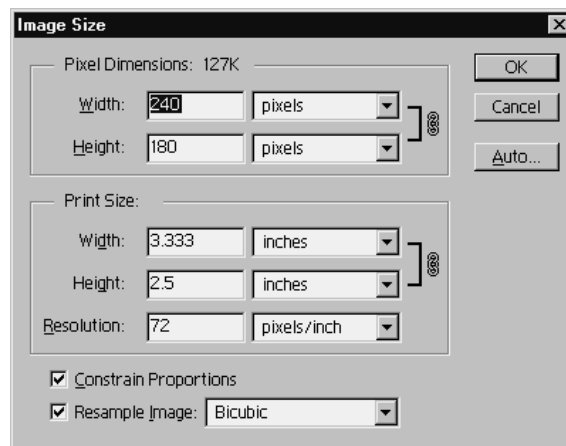 Image Size
Pixel Dimensions: 127K
OK
Width: 240 pixels
Cancel
Height: 180 pixels
Auto...
Print Size:
Width: 3.333 inches
Height: 2.5 inches
Resolution: 72 pixels/inch
Constrain Proportions
Resample Image: Bicubic